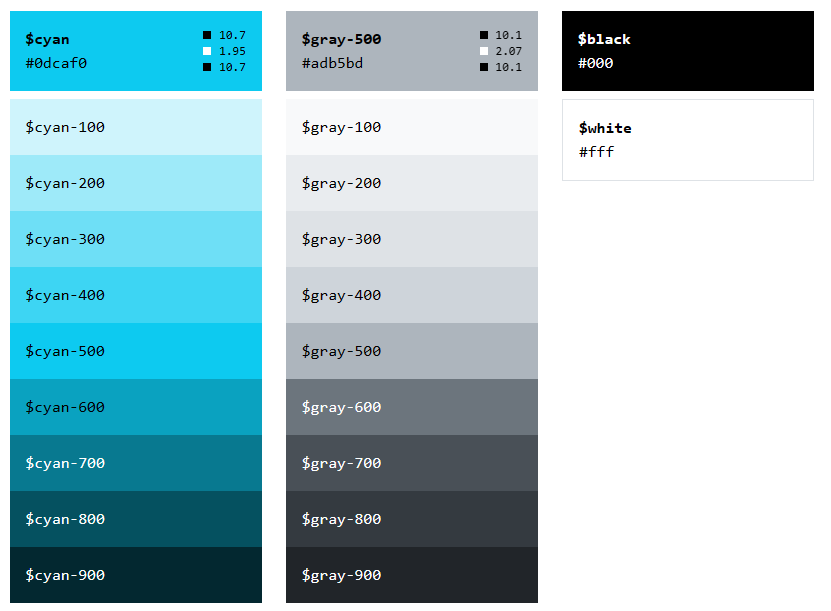 $cyan
#0dcaf0
10.7
1.95
10.7
$cyan-100
$cyan-200
$cyan-300
$cyan-400
$cyan-500
$cyan-600
$cyan-700
$cyan-800
$cyan-900
$gray-500
#adb5bd
10.1
2.07
10.1
$gray-100
$gray-200
$gray-300
$gray-400
$gray-500
$gray-600
$gray-700
$gray-800
$gray-900
$black
#000
$white
#fff